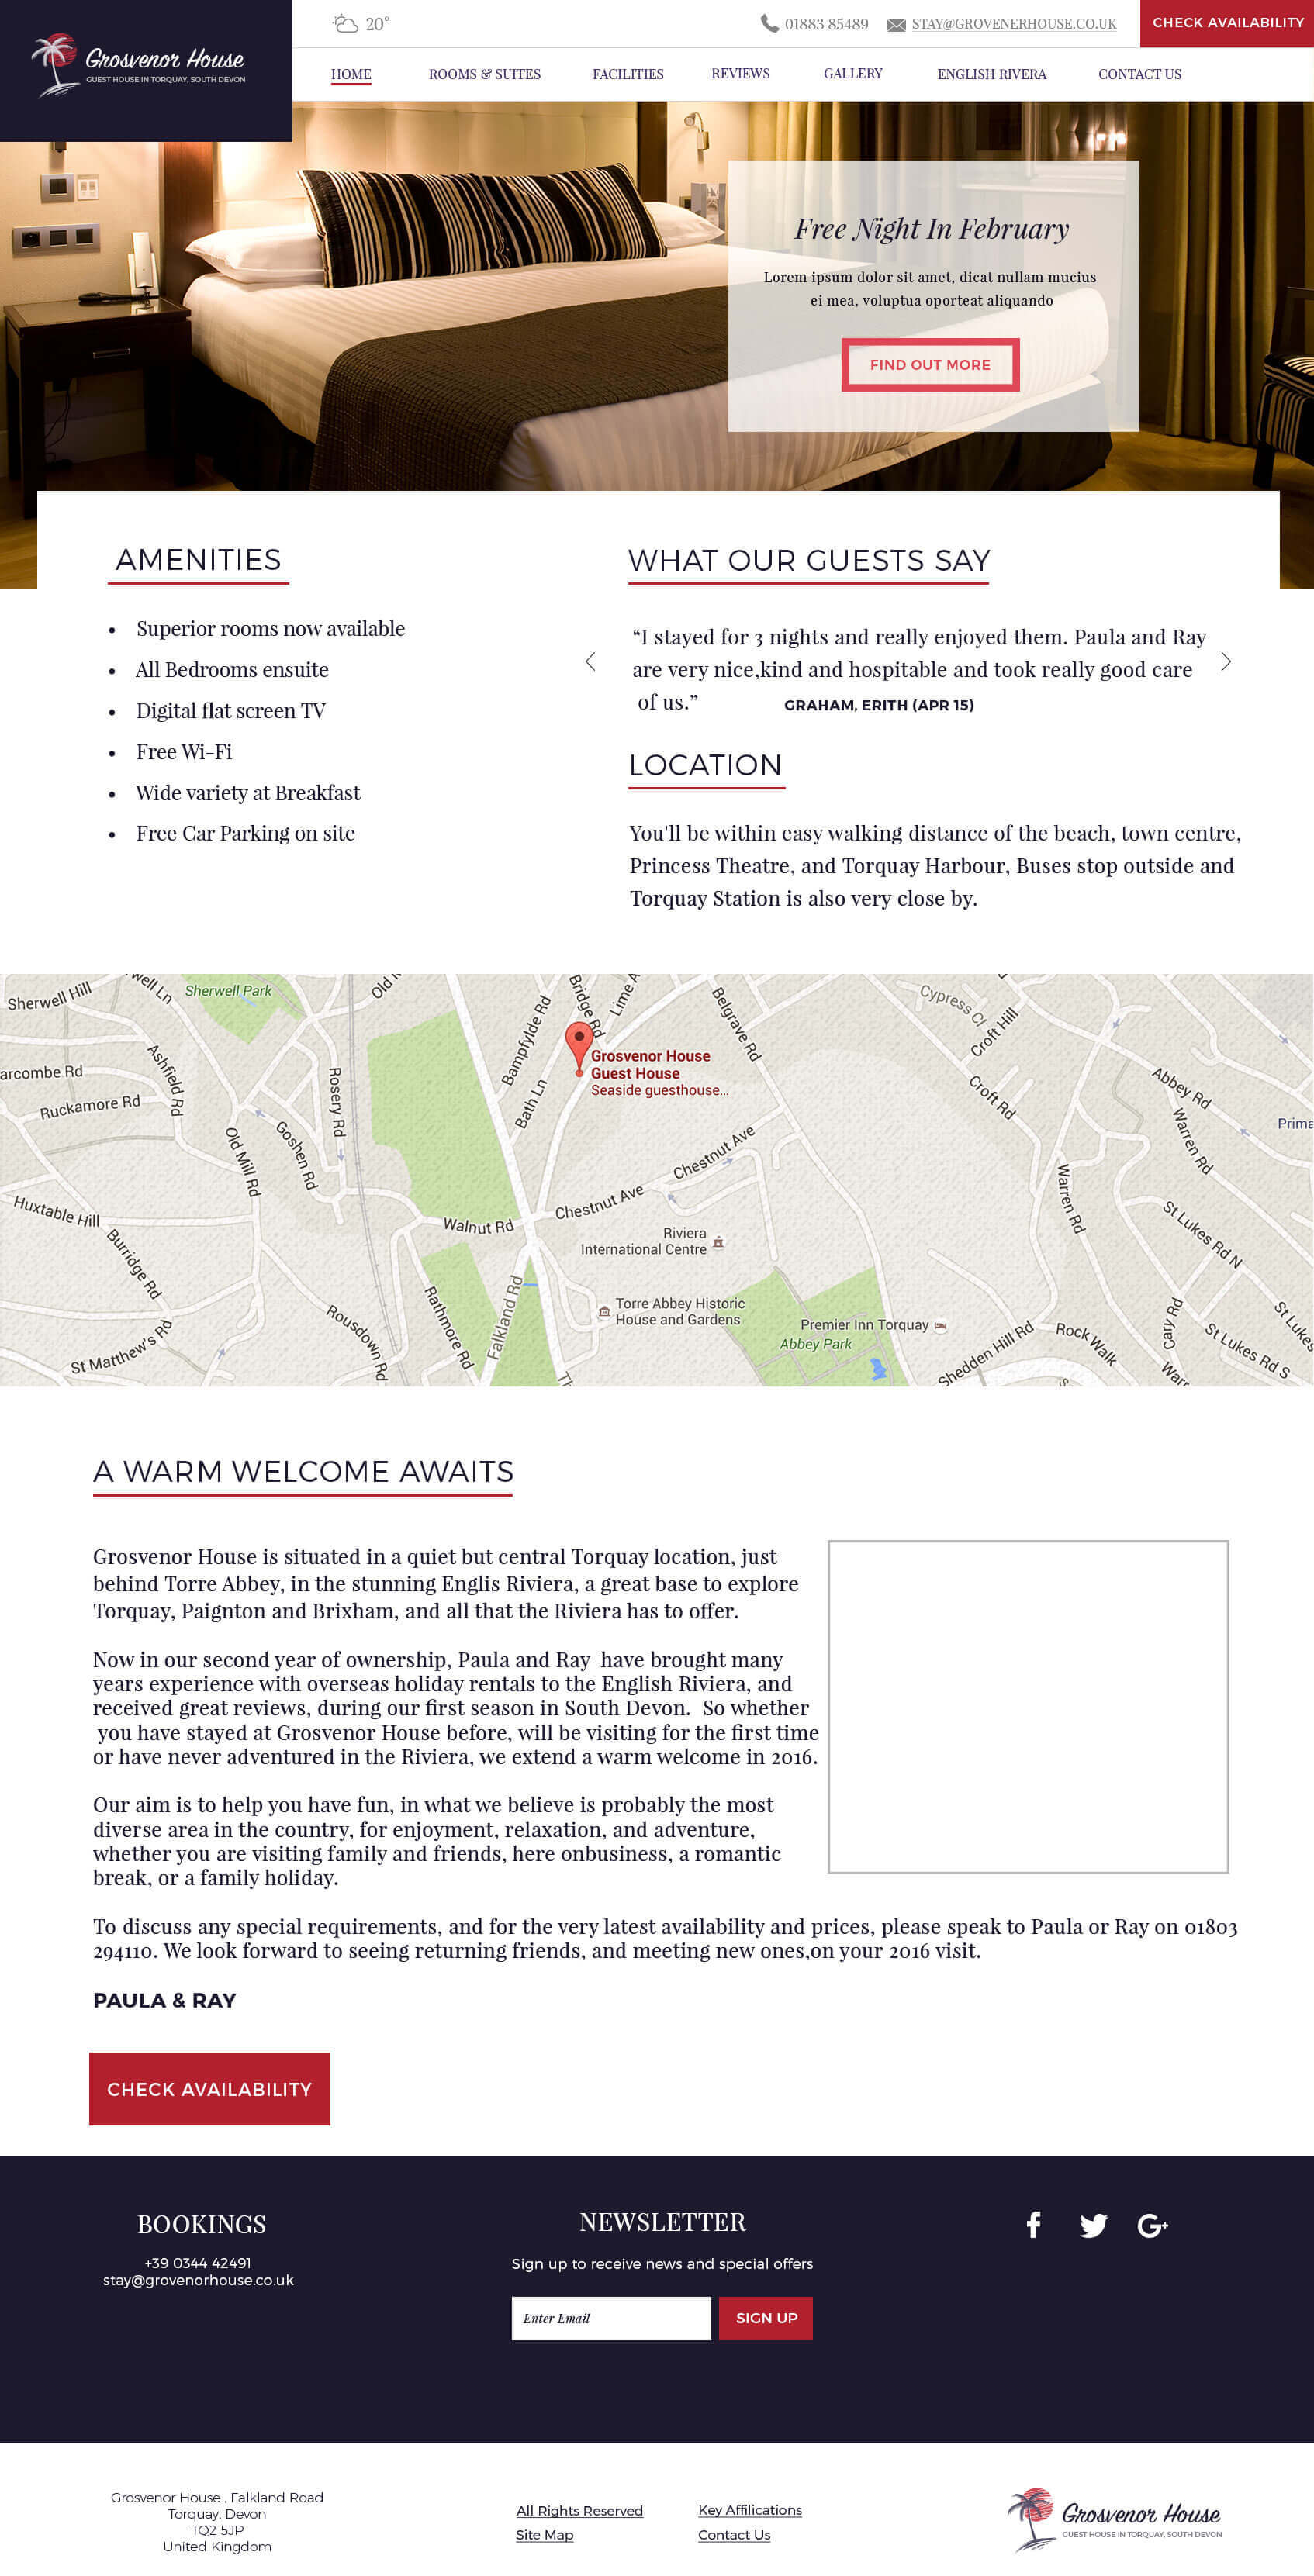 Grosvenor House
GUEST HOUSE IN TORQUAY, SOUTH DEVON
20°
01883 85489
STAY@GROVENERHOUSE.CO.UK
CHECK AVAILABILITY
HOME
ROOMS & SUITES
FACILITIES
REVIEWS
GALLERY
ENGLISH RIVERA
CONTACT US
Free Night In February
Lorem ipsum dolor sit amet, dicat nullam mucius
ei mea, voluptua oporteat aliquando
FIND OUT MORE
AMENITIES
• Superior rooms now available
• All Bedrooms ensuite
• Digital flat screen TV
• Free Wi-Fi
• Wide variety at Breakfast
• Free Car Parking on site
WHAT OUR GUESTS SAY
“I stayed for 3 nights and really enjoyed them. Paula and Ray
are very nice,kind and hospitable and took really good care
of us.”
GRAHAM, ERITH (APR 15)
LOCATION
You'll be within easy walking distance of the beach, town centre,
Princess Theatre, and Torquay Harbour, Buses stop outside and
Torquay Station is also very close by.
Sherwell Hill
well Ln
Sherwell Park
Old
Bridge Rd
Lime A
Bampfylde Rd
Belgrave Rd
Cypress Cl
Croft Hill
Grosvenor House
Guest House
Seaside guesthouse...
arcombe Rd
Ashfield Rd
Rosery Rd
Ruckamore Rd
Bath Ln
Croft Rd
Abbey Rd
Prima
Old Mill Rd
Goshen Rd
Chestnut Ave
Warren Rd
Huxtable Hill
Burridge Rd
Walnut Rd
Chestnut Ave
Warren Rd
Riviera
International Centre
St Lukes Rd N
Falkland Rd
Rathmore Rd
Rousdown Rd
Torre Abbey Historic
House and Gardens
Premier Inn Torquay
Abbey Park
St Matthew's Rd
Shedden Hill Rd
Rock Walk
Cary Rd
St Lukes Rd S
St Lukes
Warr
Th
A WARM WELCOME AWAITS
Grosvenor House is situated in a quiet but central Torquay location, just
behind Torre Abbey, in the stunning Englis Riviera, a great base to explore
Torquay, Paignton and Brixham, and all that the Riviera has to offer.
Now in our second year of ownership, Paula and Ray have brought many
years experience with overseas holiday rentals to the English Riviera, and
received great reviews, during our first season in South Devon. So whether
you have stayed at Grosvenor House before, will be visiting for the first time
or have never adventured in the Riviera, we extend a warm welcome in 2016.
Our aim is to help you have fun, in what we believe is probably the most
diverse area in the country, for enjoyment, relaxation, and adventure,
whether you are visiting family and friends, here onbusiness, a romantic
break, or a family holiday.
To discuss any special requirements, and for the very latest availability and prices, please speak to Paula or Ray on 01803
294110. We look forward to seeing returning friends, and meeting new ones,on your 2016 visit.
PAULA & RAY
CHECK AVAILABILITY
BOOKINGS
+39 0344 42491
stay@grovenorhouse.co.uk
NEWSLETTER
Sign up to receive news and special offers
Enter Email
SIGN UP
Grosvenor House , Falkland Road
Torquay, Devon
TQ2 5JP
United Kingdom
All Rights Reserved
Site Map
Key Affilications
Contact Us
Grosvenor House
GUEST HOUSE IN TORQUAY, SOUTH DEVON